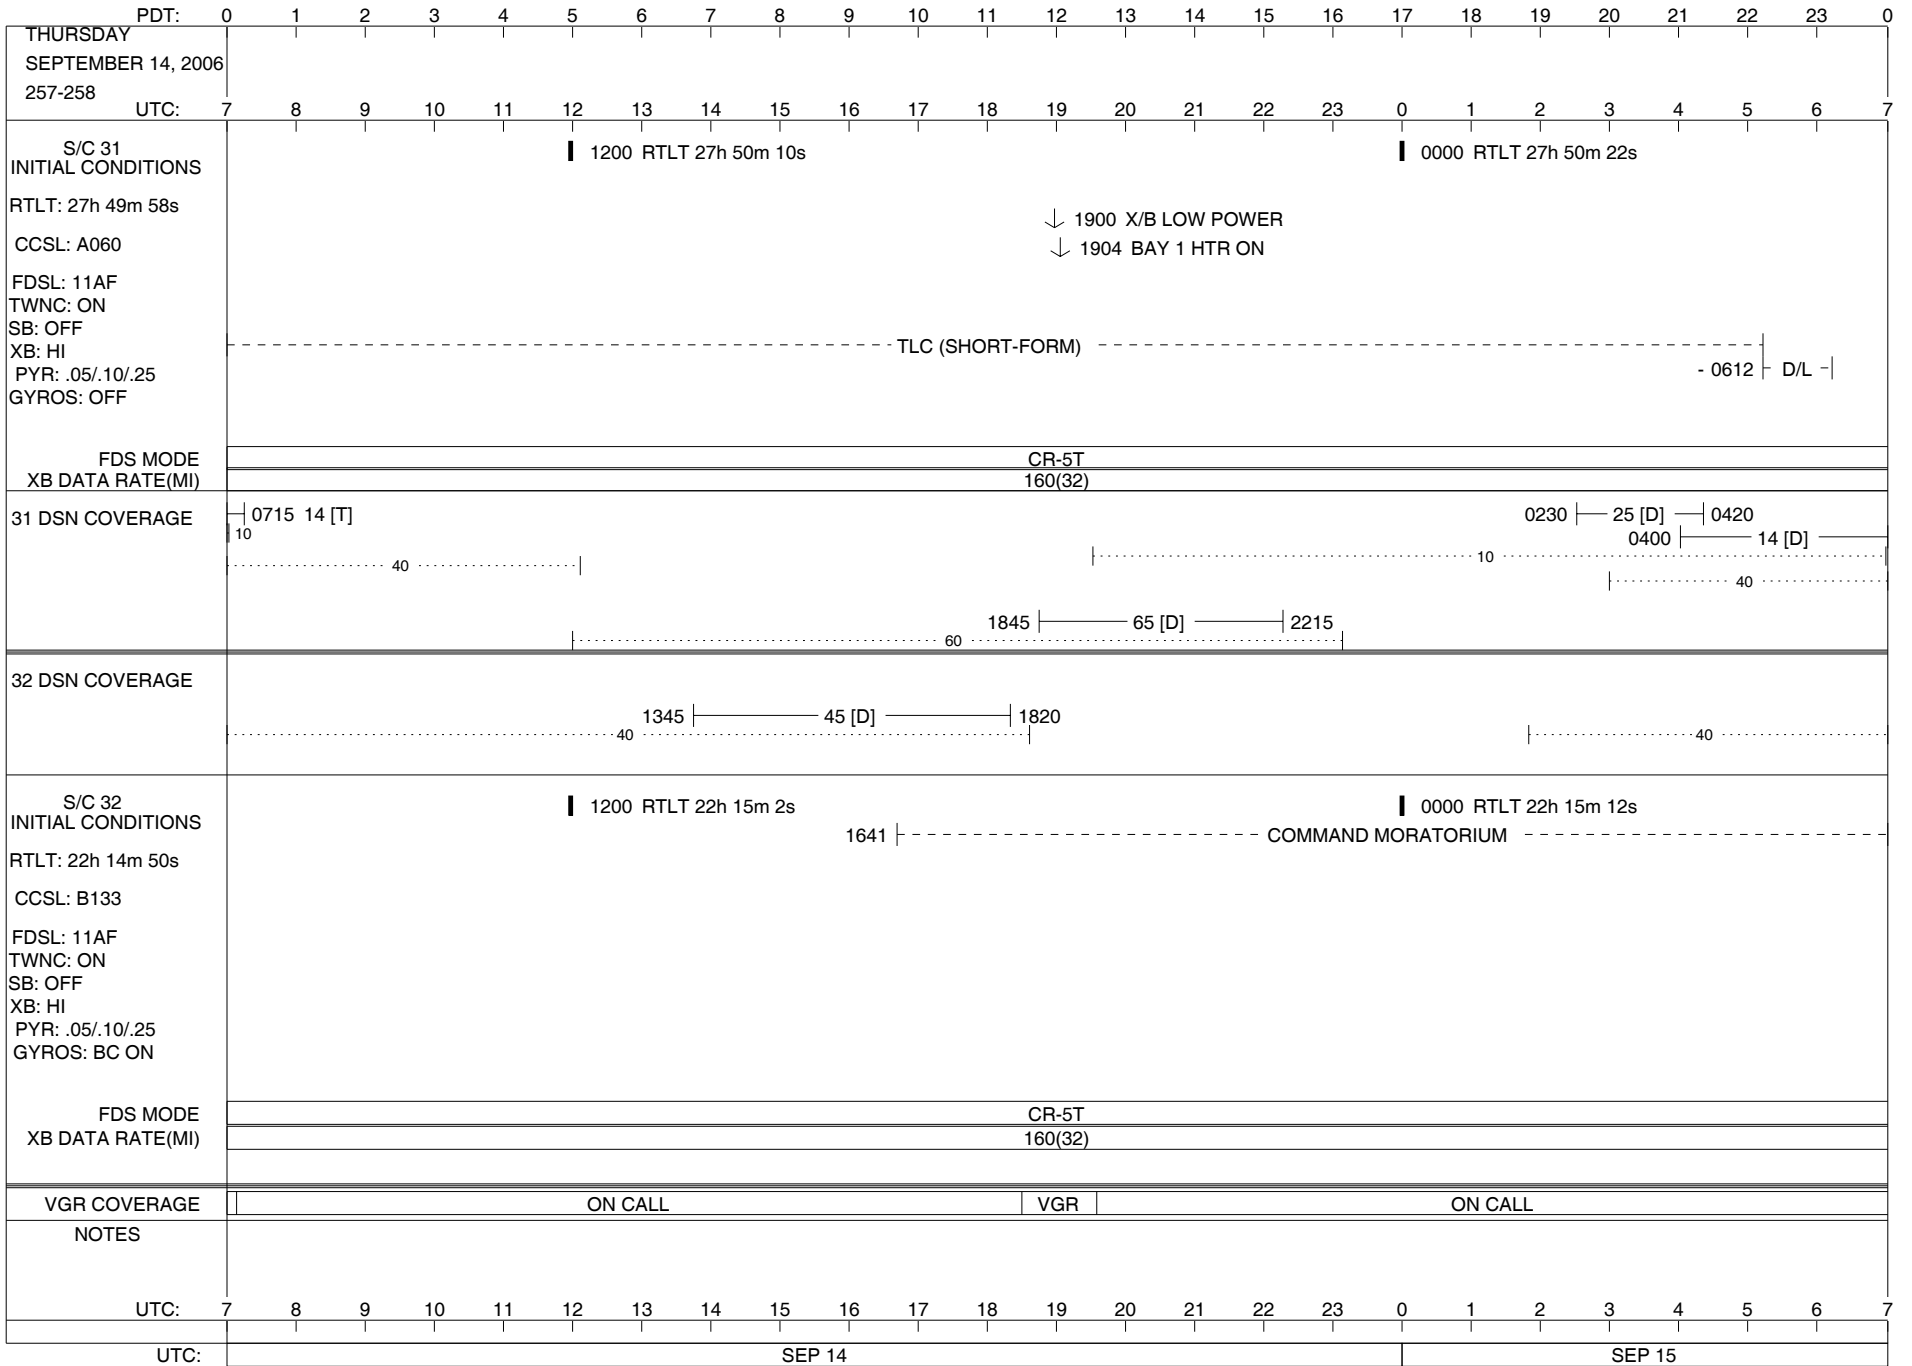 PDT: 0 1 2 3 4 5 6 7 8 9 10 11 12 13 14 15 16 17 18 19 20 21 22 23 0
THURSDAY
SEPTEMBER 14, 2006
257-258
UTC: 7 8 9 10 11 12 13 14 15 16 17 18 19 20 21 22 23 0 1 2 3 4 5 6 7
S/C 31
INITIAL CONDITIONS
1200 RTLT 27h 50m 10s
0000 RTLT 27h 50m 22s
RTLT: 27h 49m 58s
1900 X/B LOW POWER
CCSL: A060
1904 BAY 1 HTR ON
FDSL: 11AF
TWNC: ON
SB: OFF
XB: HI
TLC (SHORT-FORM)
PYR: .05/.10/.25
- 0612 D/L
GYROS: OFF
FDS MODE CR-5T
XB DATA RATE(MI) 160(32)
31 DSN COVERAGE
0715 14 [T]
0230 25 [D] 0420
10
0400 14 [D]
10
40
40
1845 65 [D] 2215
60
32 DSN COVERAGE
1345 45 [D] 1820
40
40
S/C 32
INITIAL CONDITIONS
1200 RTLT 22h 15m 2s
0000 RTLT 22h 15m 12s
1641 COMMAND MORATORIUM
RTLT: 22h 14m 50s
CCSL: B133
FDSL: 11AF
TWNC: ON
SB: OFF
XB: HI
PYR: .05/.10/.25
GYROS: BC ON
FDS MODE CR-5T
XB DATA RATE(MI) 160(32)
VGR COVERAGE ON CALL VGR ON CALL
NOTES
UTC: 7 8 9 10 11 12 13 14 15 16 17 18 19 20 21 22 23 0 1 2 3 4 5 6 7
UTC: SEP 14 SEP 15